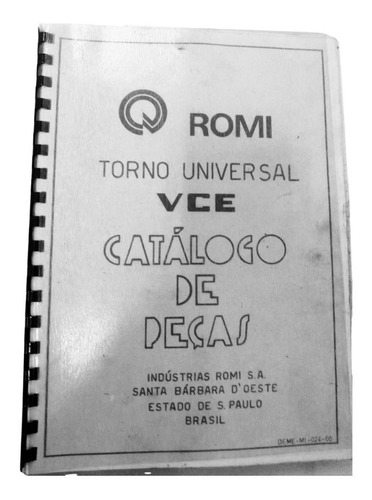 ROMI
TORNO UNIVERSAL
VCE
CATÁLOGO
DE
PEÇAS
INDÚSTRIAS ROMI S.A.
SANTA BÁRBARA D'OESTE
ESTADO DE S. PAULO
BRASIL